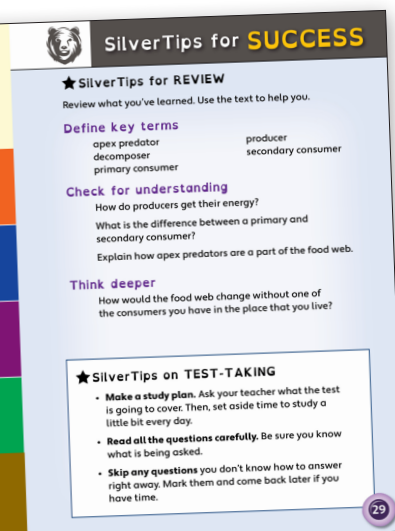 SilverTips for SUCCESS
★ SilverTips for REVIEW
Review what you've learned. Use the text to help you.
Define key terms
apex predator
decomposer
primary consumer
producer
secondary consumer
Check for understanding
How do producers get their energy?
What is the difference between a primary and
secondary consumer?
Explain how apex predators are a part of the food web.
Think deeper
How would the food web change without one of
the consumers you have in the place that you live?
★ SilverTips on TEST-TAKING
• Make a study plan. Ask your teacher what the test
is going to cover. Then, set aside time to study a
little bit every day.
• Read all the questions carefully. Be sure you know
what is being asked.
• Skip any questions you don't know how to answer
right away. Mark them and come back later if you
have time.
29